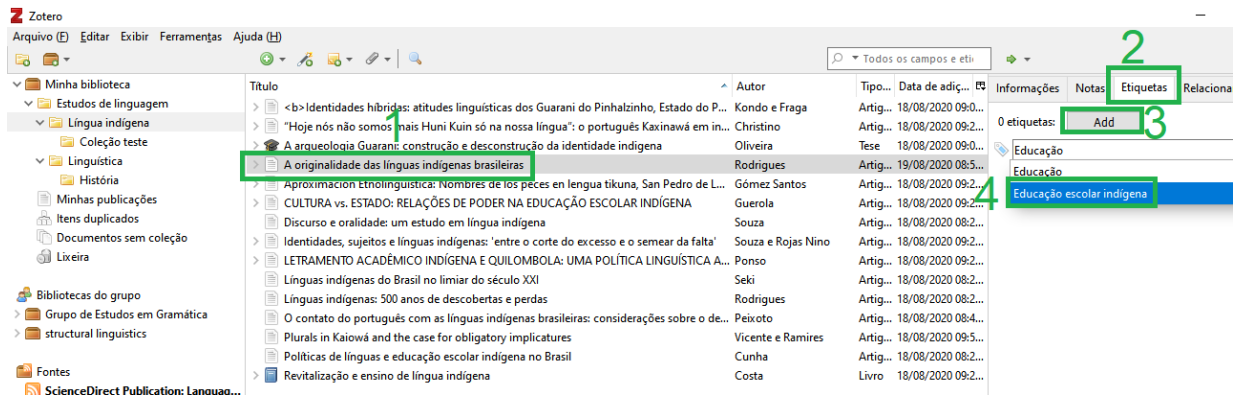 Zotero
Arquivo (F) Editar Exibir Ferramentas Ajuda (H)
2
Todos os campos e etic
Minha biblioteca
Estudos de linguagem
Língua indígena
Coleção teste
Linguística
História
Minhas publicações
Itens duplicados
Documentos sem coleção
Lixeira
Bibliotecas do grupo
Grupo de Estudos em Gramática
structural linguistics
Fontes
ScienceDirect Publication: Languag...
Título Autor Tipo... Data de adiç...
1
<b>Identidades híbridas: atitudes linguísticas dos Guarani do Pinhalzinho, Estado do P... Kondo e Fraga Artig... 18/08/2020 09:0...
"Hoje nós não somos mais Huni Kuin só na nossa língua": o português Kaxinawá em in... Christino Artig... 18/08/2020 09:2...
A arqueologia Guarani: construção e desconstrução da identidade indigena Oliveira Tese 18/08/2020 09:0...
A originalidade das línguas indígenas brasileiras Rodrigues Artig... 19/08/2020 08:5...
Aproximación Etnolingüística: Nombres de los peces en lengua tikuna, San Pedro de L... Gómez Santos Artig... 18/08/2020 09:2...
CULTURA vs. ESTADO: RELAÇÕES DE PODER NA EDUCAÇÃO ESCOLAR INDÍGENA Guerola Artig... 18/08/2020 09:2...
Discurso e oralidade: um estudo em língua indígena Souza Artig... 18/08/2020 08:2...
Identidades, sujeitos e línguas indígenas: 'entre o corte do excesso e o semear da falta' Souza e Rojas Nino Artig... 18/08/2020 09:2...
LETRAMENTO ACADÊMICO INDÍGENA E QUILOMBOLA: UMA POLÍTICA LINGUÍSTICA A... Ponso Artig... 18/08/2020 09:2...
Línguas indígenas do Brasil no limiar do século XXI Seki Artig... 18/08/2020 08:2...
Línguas indígenas: 500 anos de descobertas e perdas Rodrigues Artig... 18/08/2020 08:2...
O contato do português com as línguas indígenas brasileiras: considerações sobre o de... Peixoto Artig... 18/08/2020 08:4...
Plurals in Kaiowá and the case for obligatory implicatures Vicente e Ramires Artig... 18/08/2020 09:5...
Políticas de línguas e educação escolar indígena no Brasil Cunha Artig... 18/08/2020 08:2...
Revitalização e ensino de língua indígena Costa Livro 18/08/2020 09:2...
Informações Notas Etiquetas Relaciona
0 etiquetas: Add 3
Educação
Educação
4 Educação escolar indígena